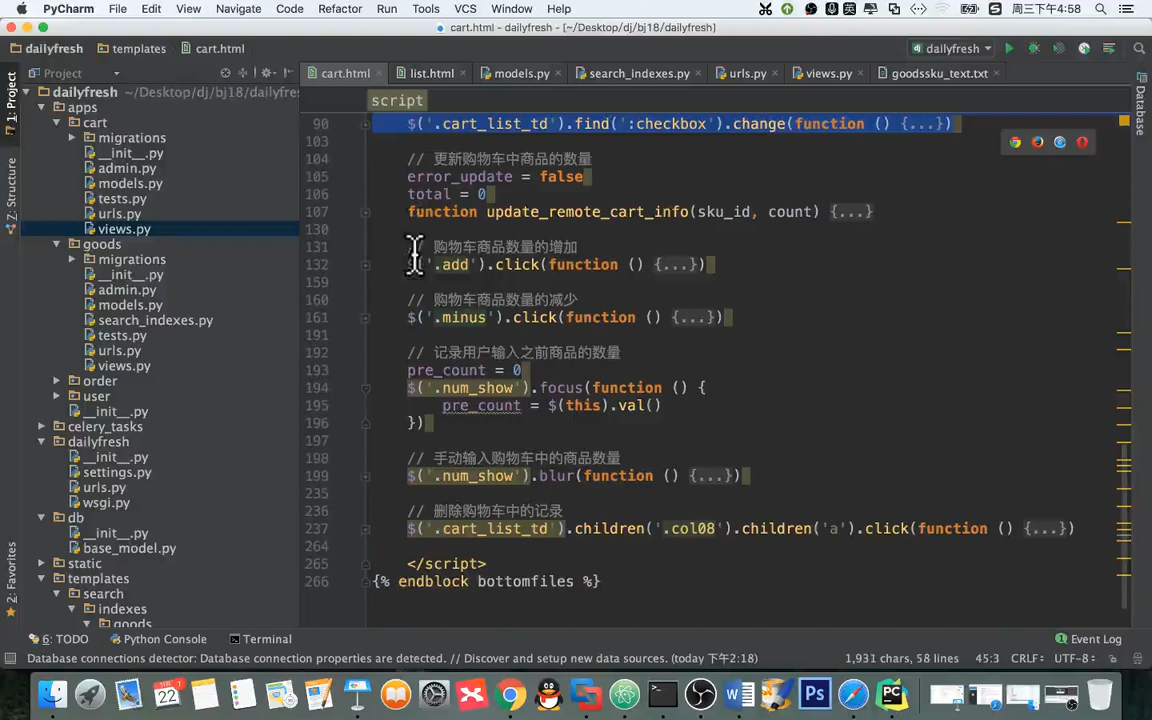 PyCharm File Edit View Navigate Code Refactor Run Tools VCS Window Help 英 周三下午4:58
cart.html - dailyfresh - [~/Desktop/dj/bj18/dailyfresh]
dailyfresh templates cart.html dailyfresh
Project cart.html list.html models.py search_indexes.py urls.py views.py goodssku_text.txt
1: Project
Z: Structure
2: Favorites
Database
dailyfresh ~/Desktop/dj/bj18/dailyfres
apps
cart
migrations
__init__.py
admin.py
models.py
tests.py
urls.py
views.py
goods
migrations
__init__.py
admin.py
models.py
search_indexes.py
tests.py
urls.py
views.py
order
user
__init__.py
celery_tasks
dailyfresh
__init__.py
settings.py
urls.py
wsgi.py
db
__init__.py
base_model.py
static
templates
search
indexes
goods
script
90 $('.cart_list_td').find(':checkbox').change(function () {...})
103
104 // 更新购物车中商品的数量
105 error_update = false
106 total = 0
107 function update_remote_cart_info(sku_id, count) {...}
130
131 // 购物车商品数量的增加
132 $('.add').click(function () {...})
159
160 // 购物车商品数量的减少
161 $('.minus').click(function () {...})
191
192 // 记录用户输入之前商品的数量
193 pre_count = 0
194 $('.num_show').focus(function () {
195 pre_count = $(this).val()
196 })
197
198 // 手动输入购物车中的商品数量
199 $('.num_show').blur(function () {...})
235
236 // 删除购物车中的记录
237 $('.cart_list_td').children('.col08').children('a').click(function () {...})
264
265 </script>
266 {% endblock bottomfiles %}
6: TODO Python Console Terminal 1 Event Log
Database connections detector: Database connection properties are detected. // Discover and setup new data sources. (today 下午2:18) 1,931 chars, 58 lines 45:3 CRLF: UTF-8:
22 Ps PC